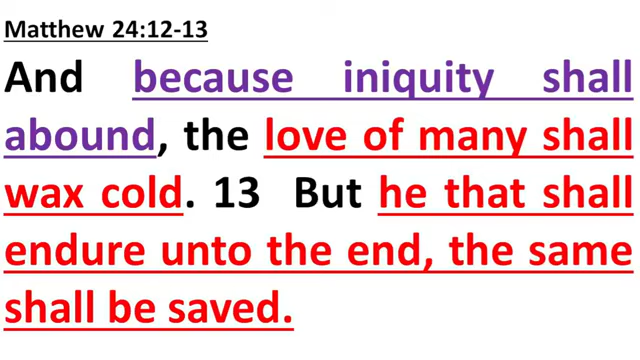 Matthew 24:12-13
And because iniquity shall
abound, the love of many shall
wax cold. 13 But he that shall
endure unto the end, the same
shall be saved.